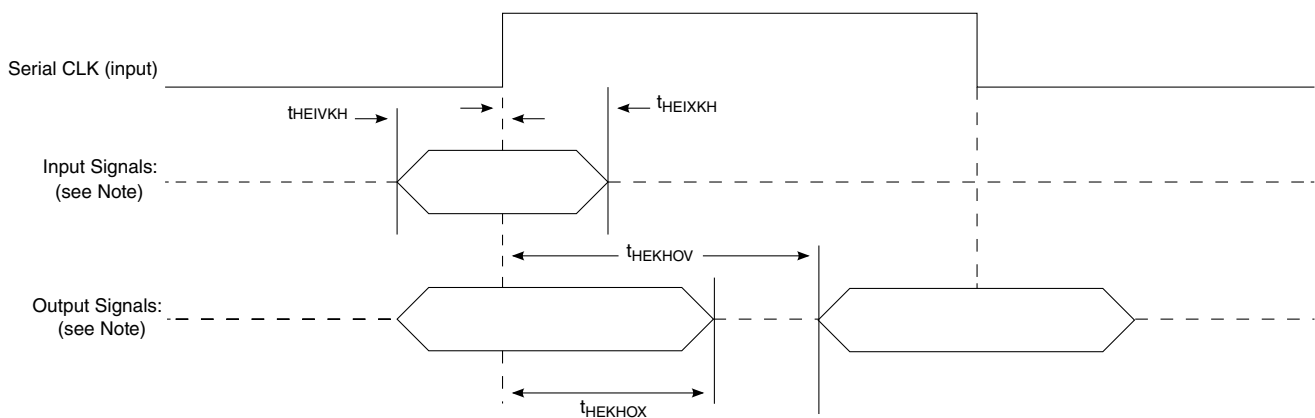 Serial CLK (input)
tHEIVKH
tHEIXKH
Input Signals:
(see Note)
tHEKHOV
Output Signals:
(see Note)
tHEKHOX